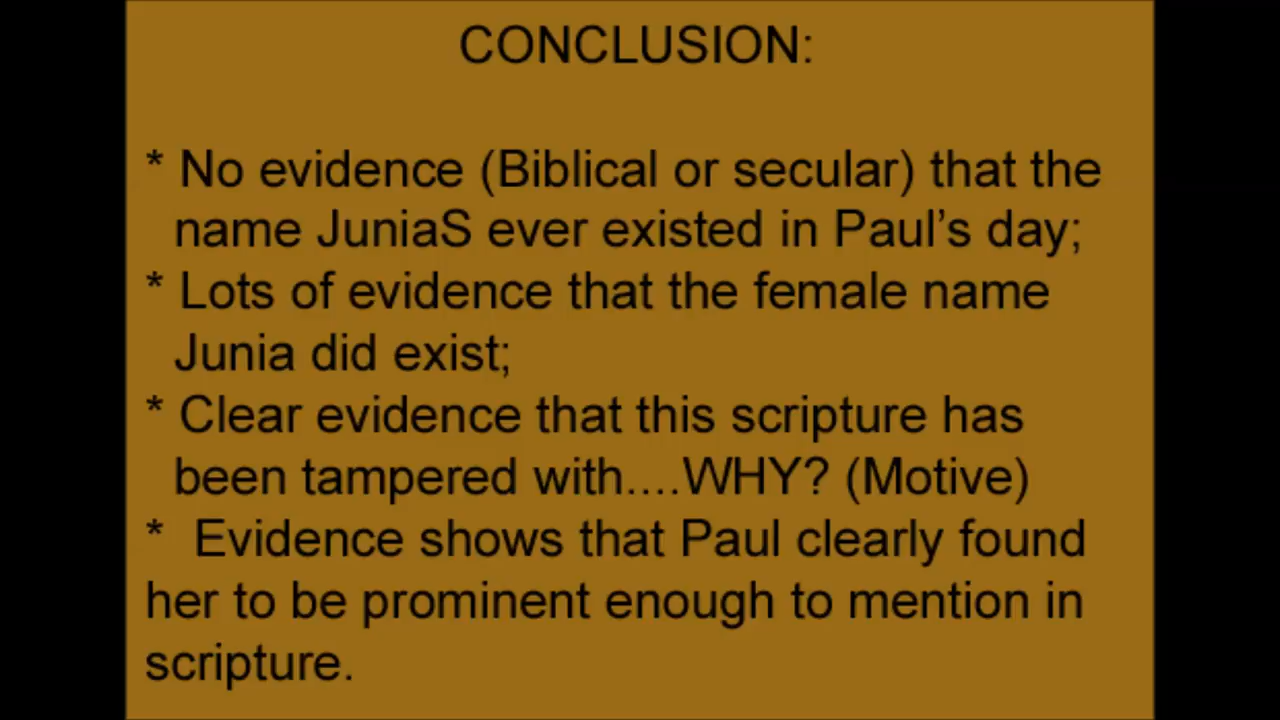 CONCLUSION:
* No evidence (Biblical or secular) that the
name JuniaS ever existed in Paul’s day;
* Lots of evidence that the female name
Junia did exist;
* Clear evidence that this scripture has
been tampered with....WHY? (Motive)
* Evidence shows that Paul clearly found
her to be prominent enough to mention in
scripture.